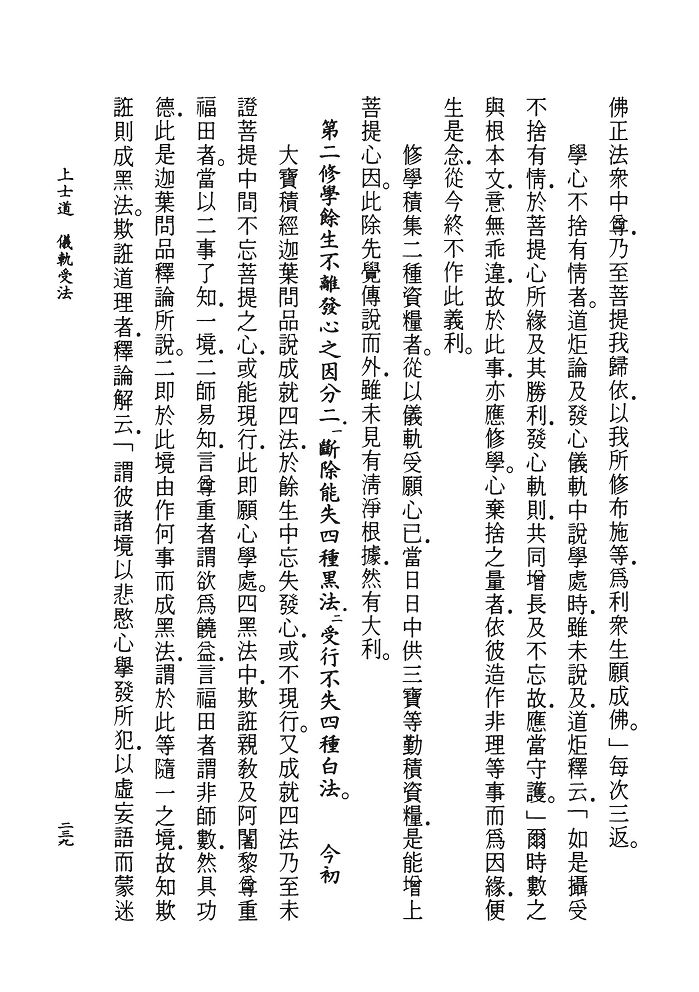 佛正法衆中尊．乃至菩提我歸依．以我所修布施等．爲利衆生願成佛。」每次三返。
學心不捨有情者。道炬論及發心儀軌中說學處時．雖未說及．道炬釋云．「如是攝受
不捨有情．於菩提心所緣及其勝利．發心軌則．共同增長及不忘故．應當守護。」爾時數之
與根本文．意無乖違．故於此事．亦應修學。心棄捨之量者．依彼造作非理等事而爲因緣．便
生是念．從今終不作此義利。
修學積集二種資糧者。從以儀軌受願心已．當日日中供三寶等勤積資糧．是能增上
菩提心因。此除先覺傳說而外．雖未見有淸淨根據．然有大利。
第二修學餘生不離發心之因分二．一斷除能失四種黑法．二受行不失四種白法。　今初
大寶積經迦葉問品說成就四法．於餘生中忘失發心．或不現行。又成就四法乃至未
證菩提中間不忘菩提之心．或能現行．此即願心學處。四黑法中．欺誑親敎及阿闍黎尊重
福田者。當以二事了知．一境．二師易知．言尊重者謂欲爲饒益．言福田者謂非師數．然具功
德．此是迦葉問品釋論所說。二即於此境由作何事而成黑法．謂於此等隨一之境．故知欺
誑則成黑法。欺誑道理者．釋論解云．「謂彼諸境以悲愍心擧發所犯．以虛妄語而蒙迷
上士道　儀軌受法
二三九